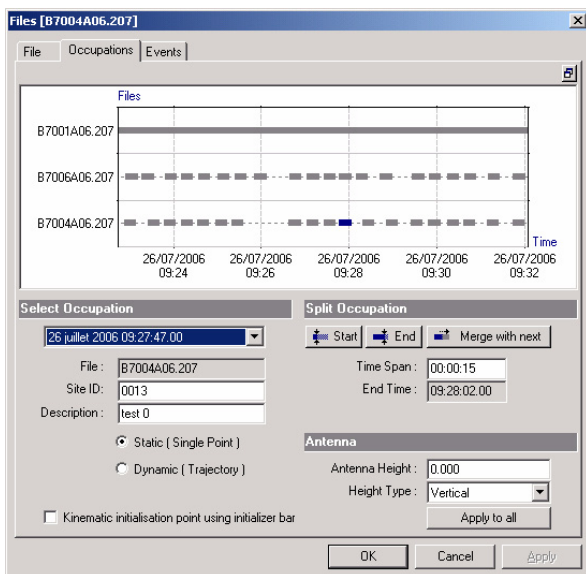 Files [B7004A06.207]
File Occupations Events
Files
B7001A06.207
B7006A06.207
B7004A06.207
Time
26/07/2006 26/07/2006 26/07/2006 26/07/2006 26/07/2006
09:24 09:26 09:28 09:30 09:32
Select Occupation
26 juillet 2006 09:27:47.00
File : B7004A06.207
Site ID: 0013
Description : test 0
Static ( Single Point )
Dynamic ( Trajectory )
Kinematic initialisation point using initializer bar
Split Occupation
Start End Merge with next
Time Span : 00:00:15
End Time : 09:28:02.00
Antenna
Antenna Height : 0.000
Height Type : Vertical
Apply to all
OK Cancel Apply